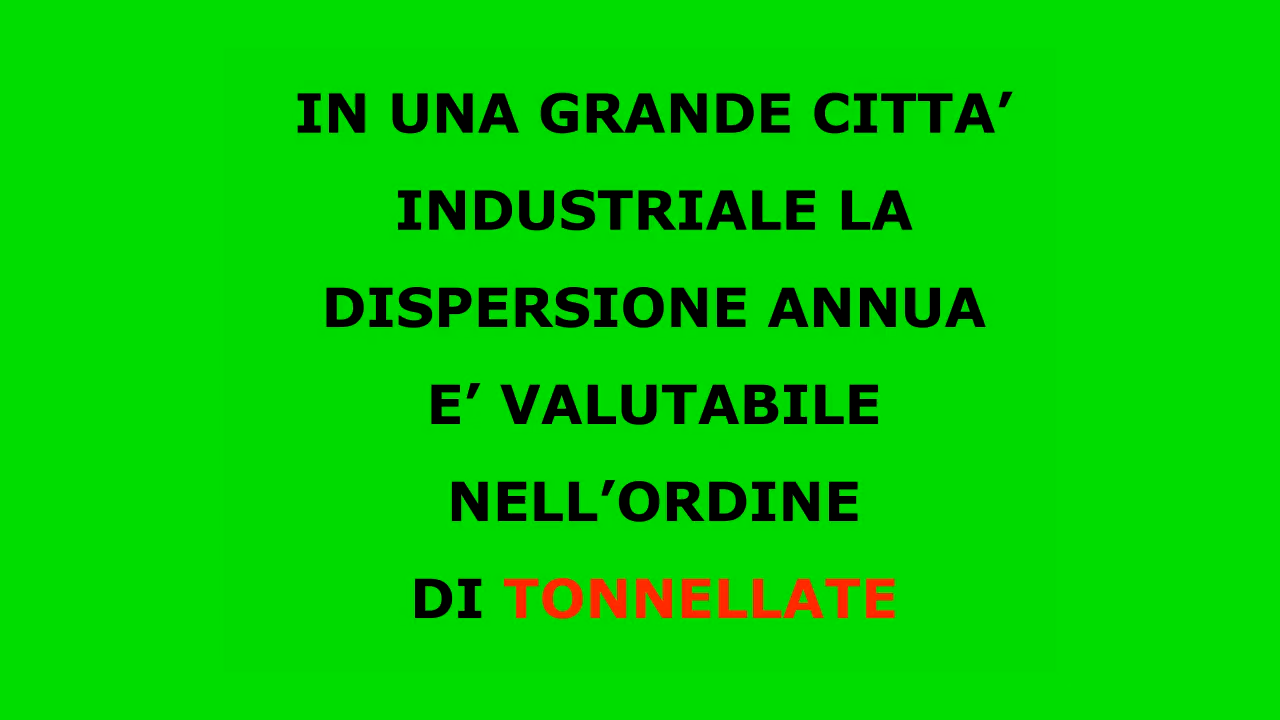 IN UNA GRANDE CITTA’
INDUSTRIALE LA
DISPERSIONE ANNUA
E’ VALUTABILE
NELL’ORDINE
DI TONNELLATE